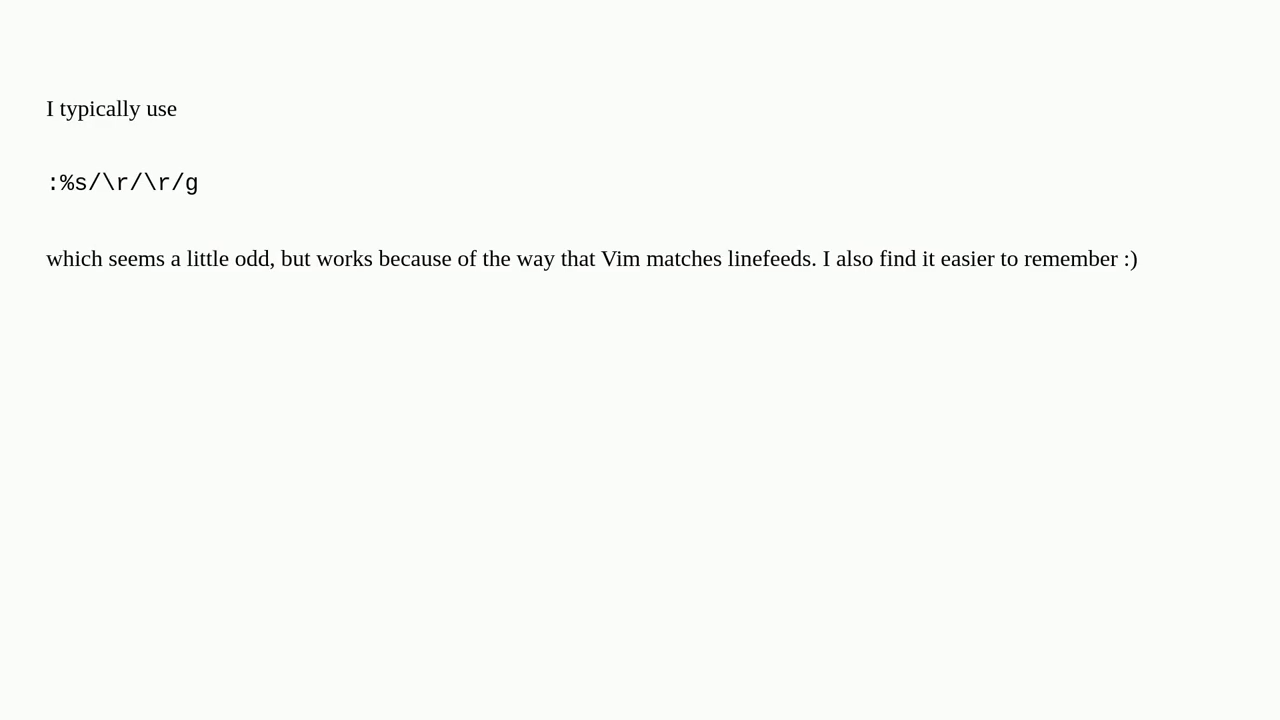 I typically use
:%s/\r/\r/g
which seems a little odd, but works because of the way that Vim matches linefeeds. I also find it easier to remember :)